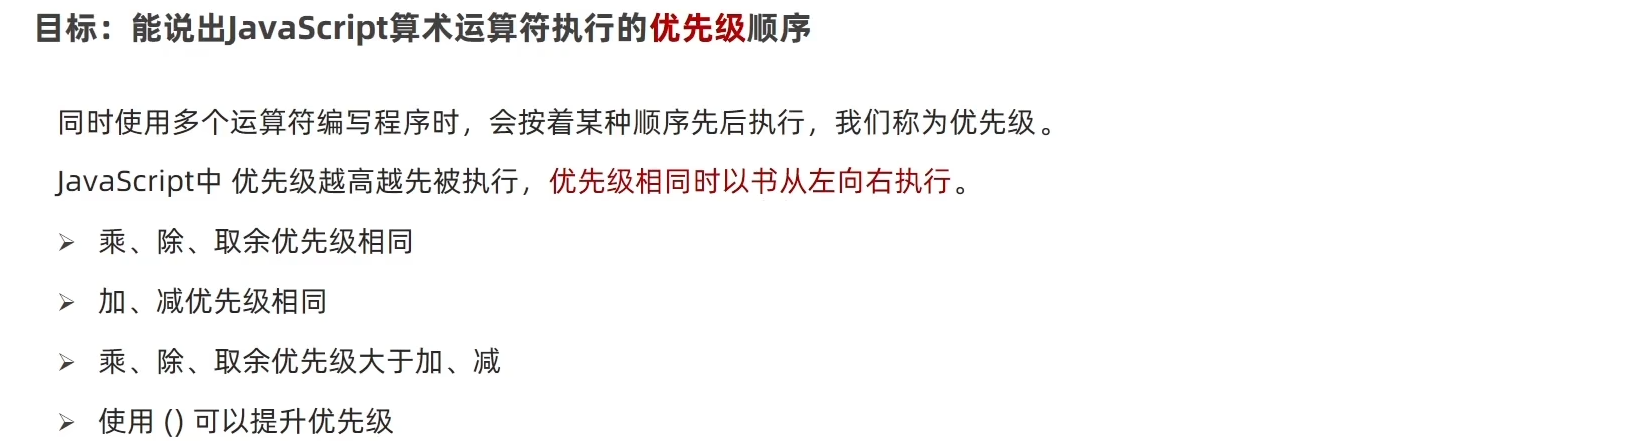 目标：能说出JavaScript算术运算符执行的优先级顺序
同时使用多个运算符编写程序时，会按着某种顺序先后执行，我们称为优先级。
JavaScript中 优先级越高越先被执行，优先级相同时以书从左向右执行。
➢ 乘、除、取余优先级相同
➢ 加、减优先级相同
➢ 乘、除、取余优先级大于加、减
➢ 使用 () 可以提升优先级